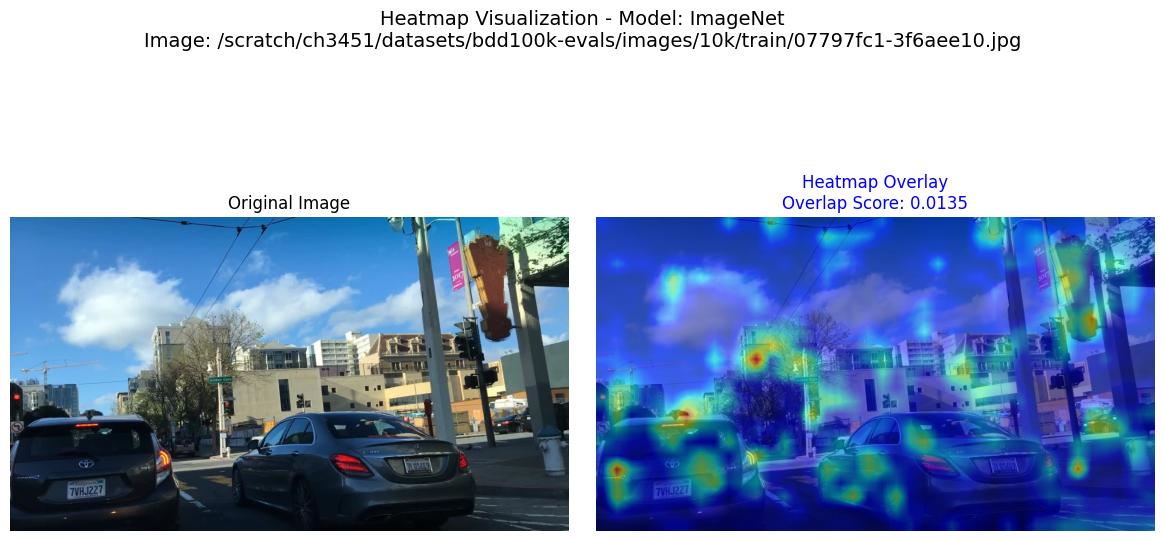 Heatmap Visualization - Model: ImageNet
Image: /scratch/ch3451/datasets/bdd100k-evals/images/10k/train/07797fc1-3f6aee10.jpg
Original Image
Heatmap Overlay
Overlap Score: 0.0135
7VHJ227